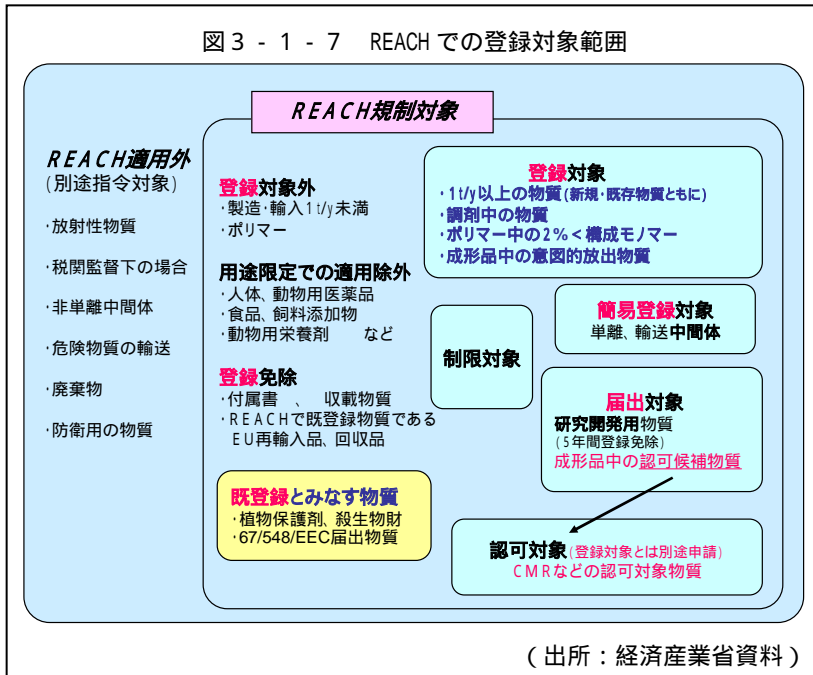 図3-1-7 REACHでの登録対象範囲
REACH規制対象
REACH適用外
(別途指令対象)
・放射性物質
・税関監督下の場合
・非単離中間体
・危険物質の輸送
・廃棄物
・防衛用の物質
登録対象外
・製造・輸入1t/y未満
・ポリマー
用途限定での適用除外
・人体、動物用医薬品
・食品、飼料添加物
・動物用栄養剤 など
登録免除
・付属書 、 収載物質
・REACHで既登録物質である
EU再輸入品、回収品
既登録とみなす物質
・植物保護剤、殺生物財
・67/548/EEC届出物質
登録対象
・1t/y以上の物質(新規・既存物質ともに)
・調剤中の物質
・ポリマー中の2%<構成モノマー
・成形品中の意図的放出物質
簡易登録対象
単離、輸送中間体
制限対象
届出対象
研究開発用物質
(5年間登録免除)
成形品中の認可候補物質
認可対象(登録対象とは別途申請)
CMRなどの認可対象物質
(出所:経済産業省資料)